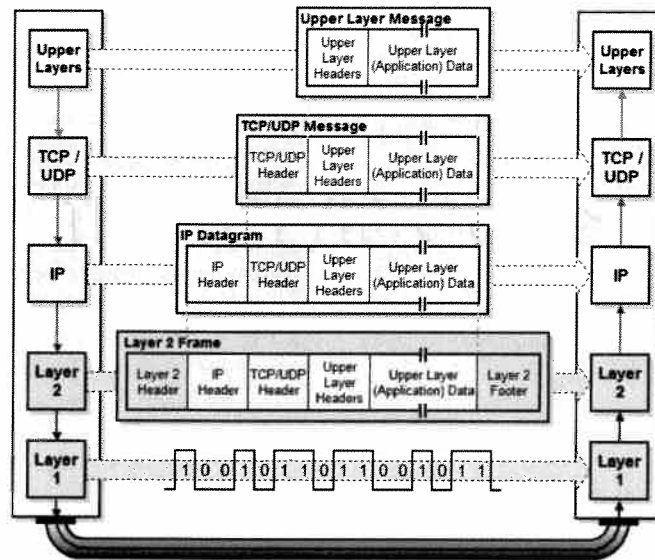 Upper Layer Message
Upper
Layers
Upper
Layer
Headers
Upper Layer
(Application) Data
Upper
Layers
TCP/UDP Message
TCP /
UDP
TCP/UDP
Header
Upper
Layer
Headers
Upper Layer
(Application) Data
TCP /
UDP
IP Datagram
IP
IP
Header
TCP/UDP
Header
Upper
Layer
Headers
Upper Layer
(Application) Data
IP
Layer 2 Frame
Layer
2
Layer 2
Header
IP
Header
TCP/UDP
Header
Upper
Layer
Headers
Upper Layer
(Application) Data
Layer 2
Footer
Layer
2
Layer
1
1 0 0 1 0 1 1 0 1 1 0 0 1 0 1 1
Layer
1